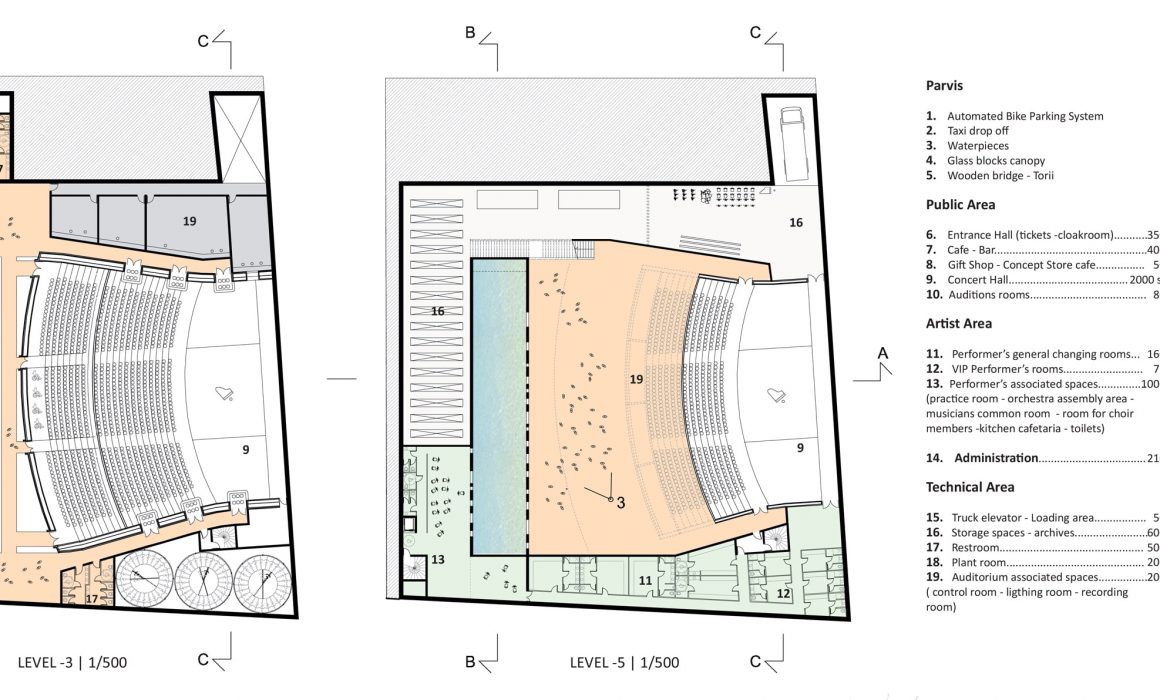 C
B
C
7
19
16
16
19
A
9
9
3
13
11
12
17
LEVEL -3 | 1/500
C
B
LEVEL -5 | 1/500
C
Parvis
1. Automated Bike Parking System
2. Taxi drop off
3. Waterpieces
4. Glass blocks canopy
5. Wooden bridge - Torii
Public Area
6. Entrance Hall (tickets -cloakroom)..........35
7. Cafe - Bar..........................................40
8. Gift Shop - Concept Store cafe.............. 5
9. Concert Hall................................. 2000 s
10. Auditions rooms................................. 8
Artist Area
11. Performer's general changing rooms... 16
12. VIP Performer's rooms........................ 7
13. Performer's associated spaces............100
(practice room - orchestra assembly area -
musicians common room - room for choir
members -kitchen cafetaria - toilets)
14. Administration..............................21
Technical Area
15. Truck elevator - Loading area............... 5
16. Storage spaces - archives....................60
17. Restroom....................................... 50
18. Plant room...................................... 20
19. Auditorium associated spaces..............20
( control room - ligthing room - recording
room)